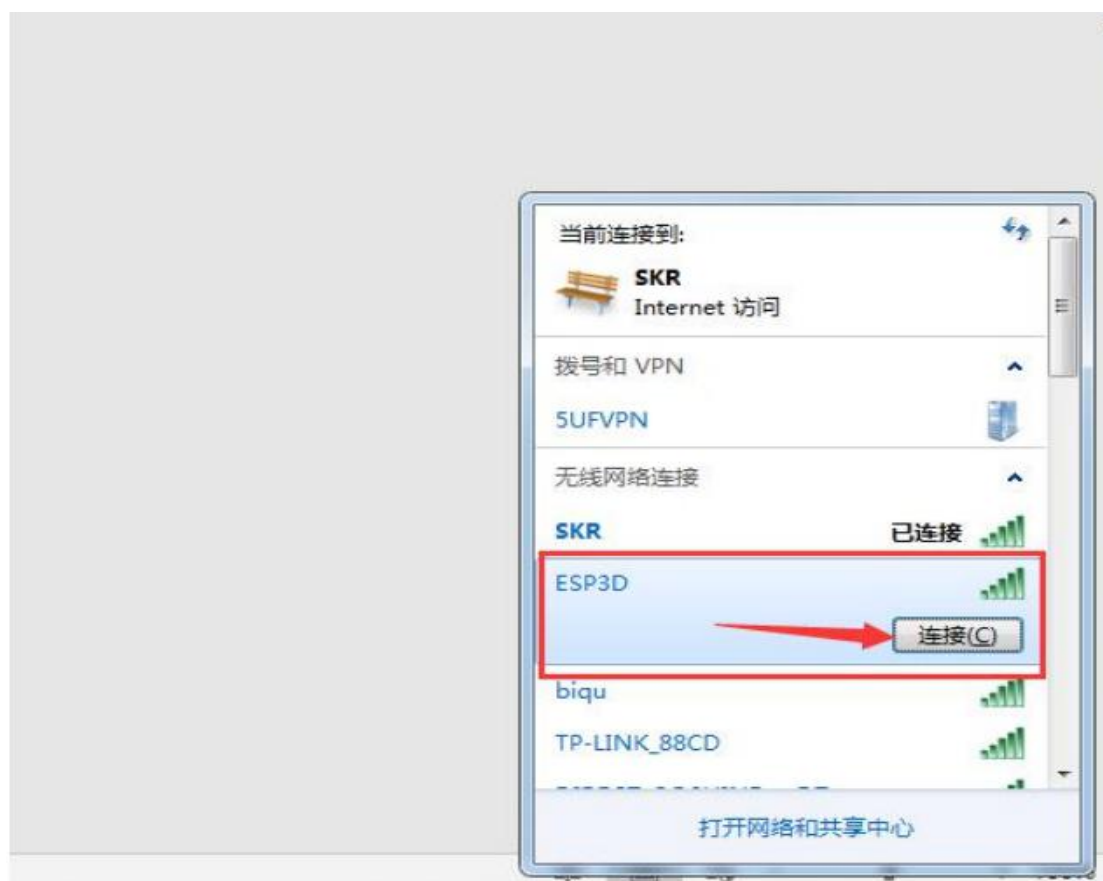 当前连接到:
SKR
Internet 访问
拨号和 VPN
5UFVPN
无线网络连接
SKR 已连接
ESP3D
连接(C)
biqu
TP-LINK_88CD
打开网络和共享中心